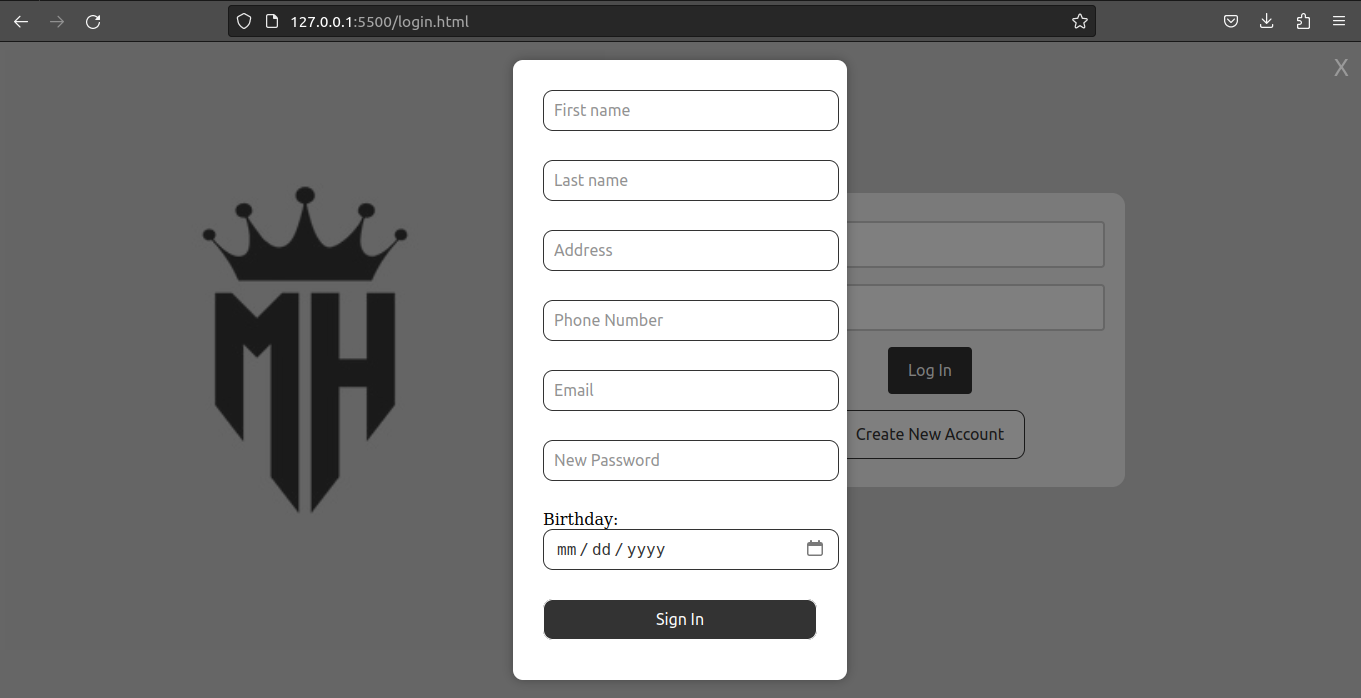 127.0.0.1:5500/login.html
X
First name
Last name
Address
Phone Number
Email
New Password
Birthday:
mm / dd / yyyy
Sign In
MH
Log In
Create New Account